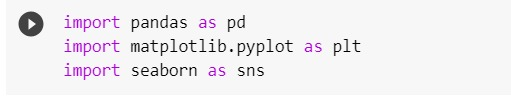 import pandas as pd
import matplotlib.pyplot as plt
import seaborn as sns